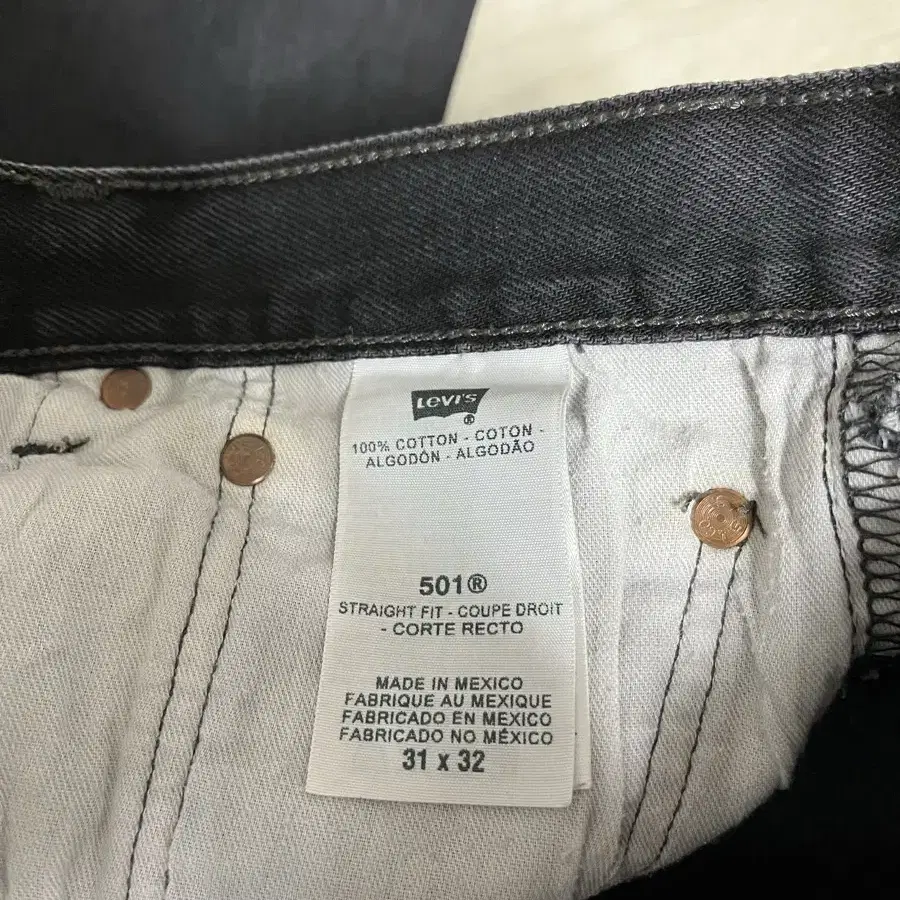 LEVI'S
®
100% COTTON - COTON -
ALGODÓN - ALGODÃO
501®
STRAIGHT FIT - COUPE DROIT
- CORTE RECTO
MADE IN MEXICO
FABRIQUE AU MEXIQUE
FABRICADO EN MEXICO
FABRICADO NO MÉXICO
31 x 32